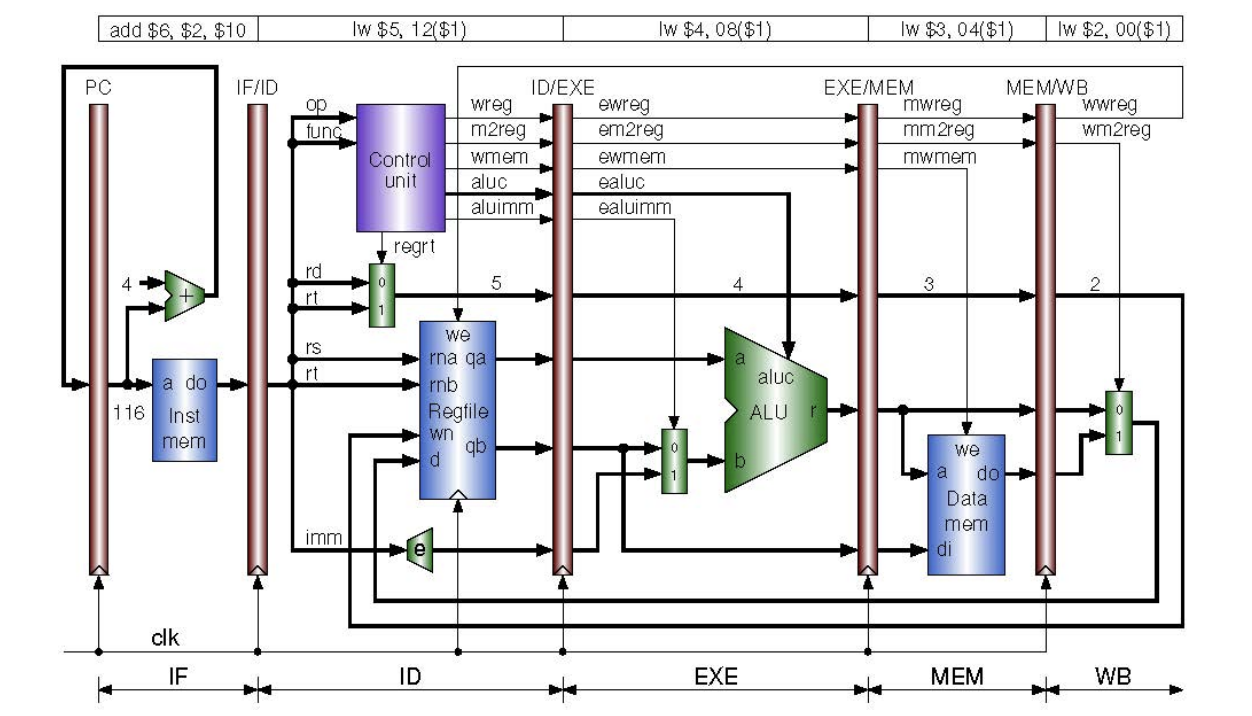 add $6, $2, $10 lw $5, 12($1) lw $4, 08($1) lw $3, 04($1) lw $2, 00($1)
PC IF/ID ID/EXE EXE/MEM MEM/WB
op wreg ewreg mwreg wwreg
func m2reg em2reg mm2reg wm2reg
Control unit
wmem ewmem mwmem
aluc ealuc
aluimm ealuimm
regrt
4 + rd 0 5 4 3 2
rt 1
we
rs rna qa a
rt rnb aluc
a do
116 Inst mem
Regfile ALU r 0
wn 1
d qb 0 b we
1 a do
Data mem
imm e di
clk
IF ID EXE MEM WB